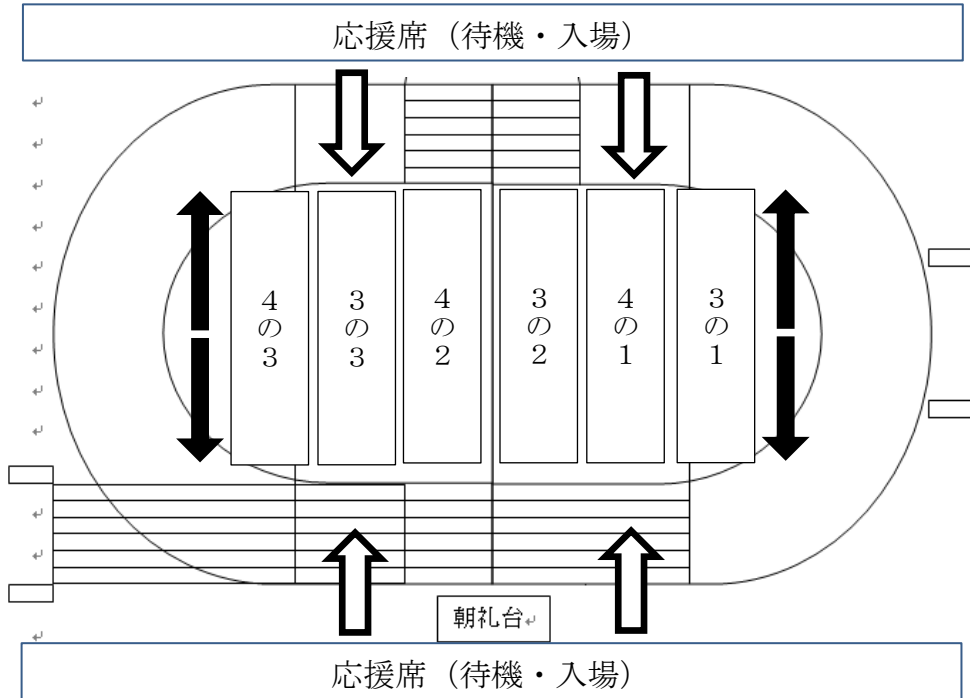 応援席（待機・入場）
４の３
３の３
４の２
３の２
４の１
３の１
朝礼台
応援席（待機・入場）